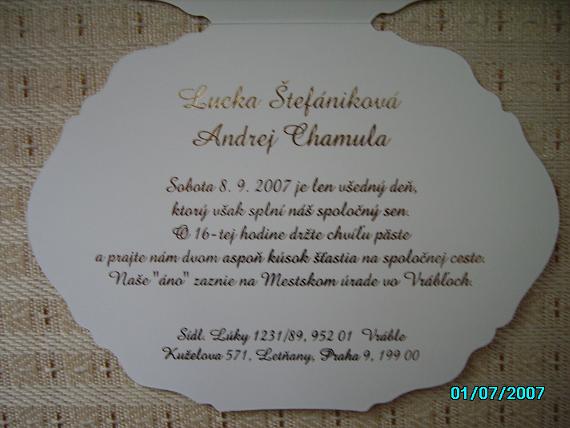 Lucka Štefániková
Andrej Chamula
Sobota 8. 9. 2007 je len všedný deň,
ktorý však splní náš spoločný sen.
O 16-tej hodine držte chvíľu päste
a prajte nám dvom aspoň kúsok šťastia na spoločnej ceste.
Naše "áno" zaznie na Mestskom úrade vo Vrábľoch.
Sídl. Lúky 1231/89, 952 01 Vráble
Kuželova 571, Letňany, Praha 9, 199 00
01/07/2007